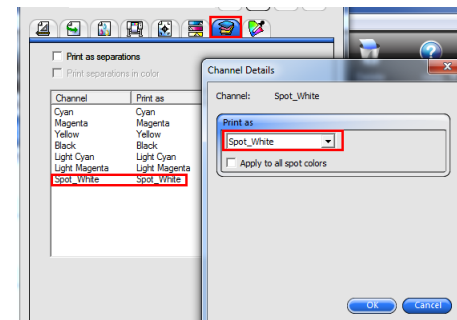 Print as separations
Print separations in color
Channel Print as
Cyan Cyan
Magenta Magenta
Yellow Yellow
Black Black
Light Cyan Light Cyan
Light Magenta Light Magenta
Spot_White Spot_White
Channel Details
Channel: Spot_White
Print as
Spot_White
Apply to all spot colors
OK Cancel